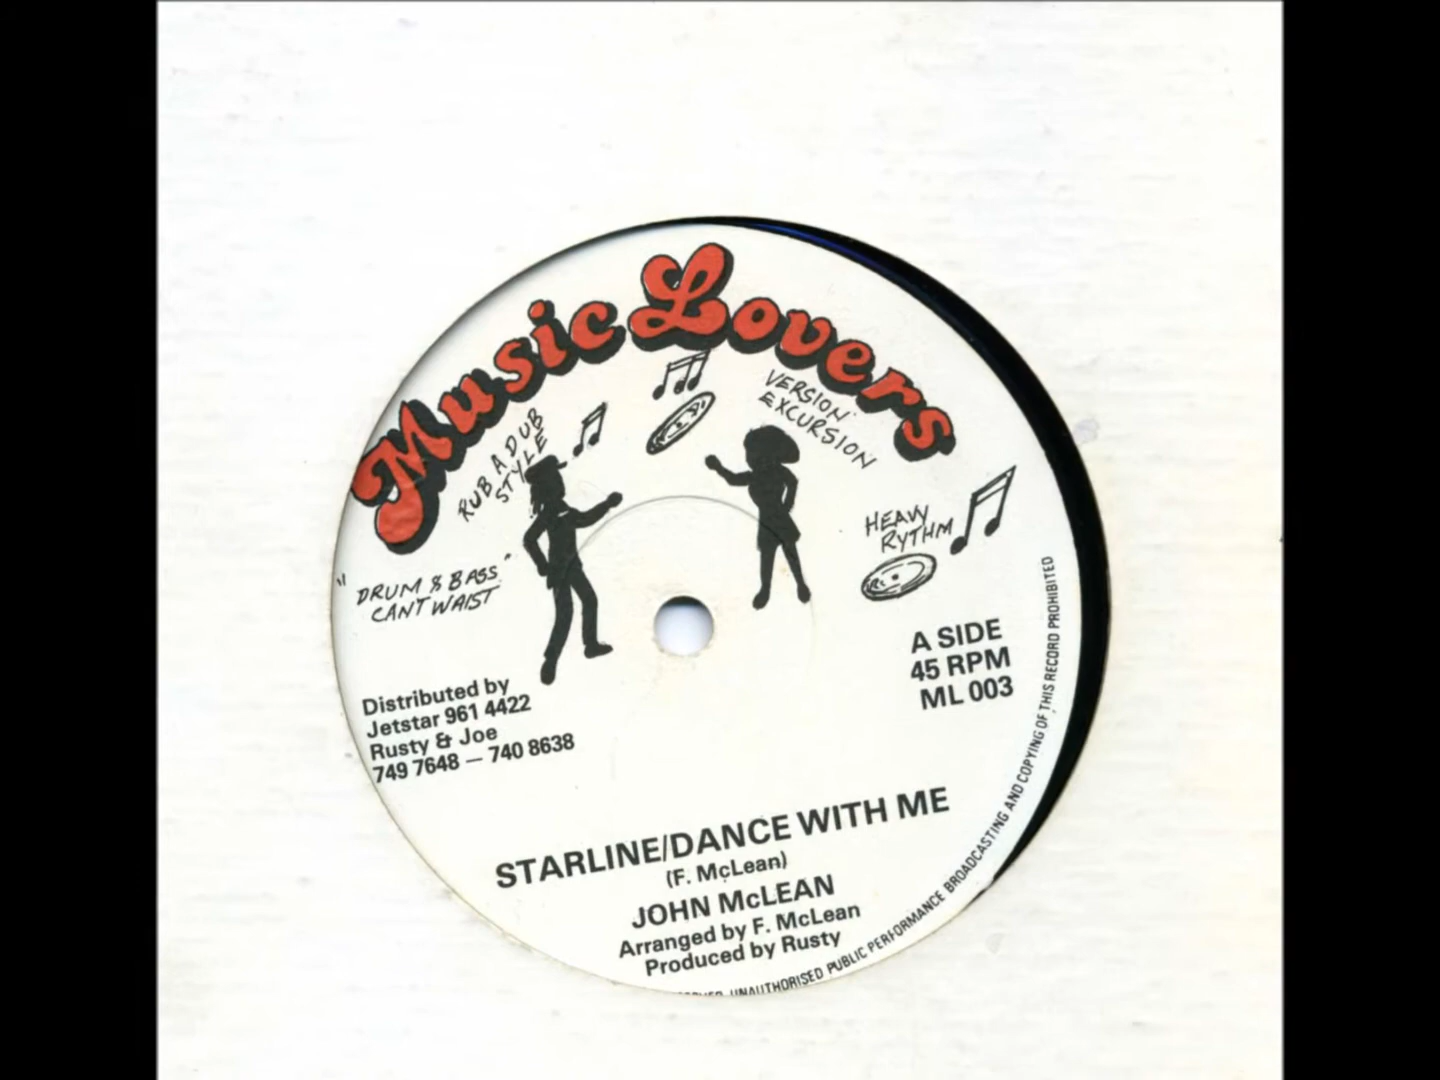 Music Lovers
RUB A DUB
STYLE
VERSION
EXCURSION
HEAVY
RYTHM
"DRUM & BASS"
CANT WAIST
A SIDE
45 RPM
ML 003
Distributed by
Jetstar 961 4422
Rusty & Joe
749 7648 — 740 8638
STARLINE/DANCE WITH ME
(F. McLean)
JOHN McLEAN
Arranged by F. McLean
Produced by Rusty
UNAUTHORISED PUBLIC PERFORMANCE BROADCASTING AND COPYING OF THIS RECORD PROHIBITED